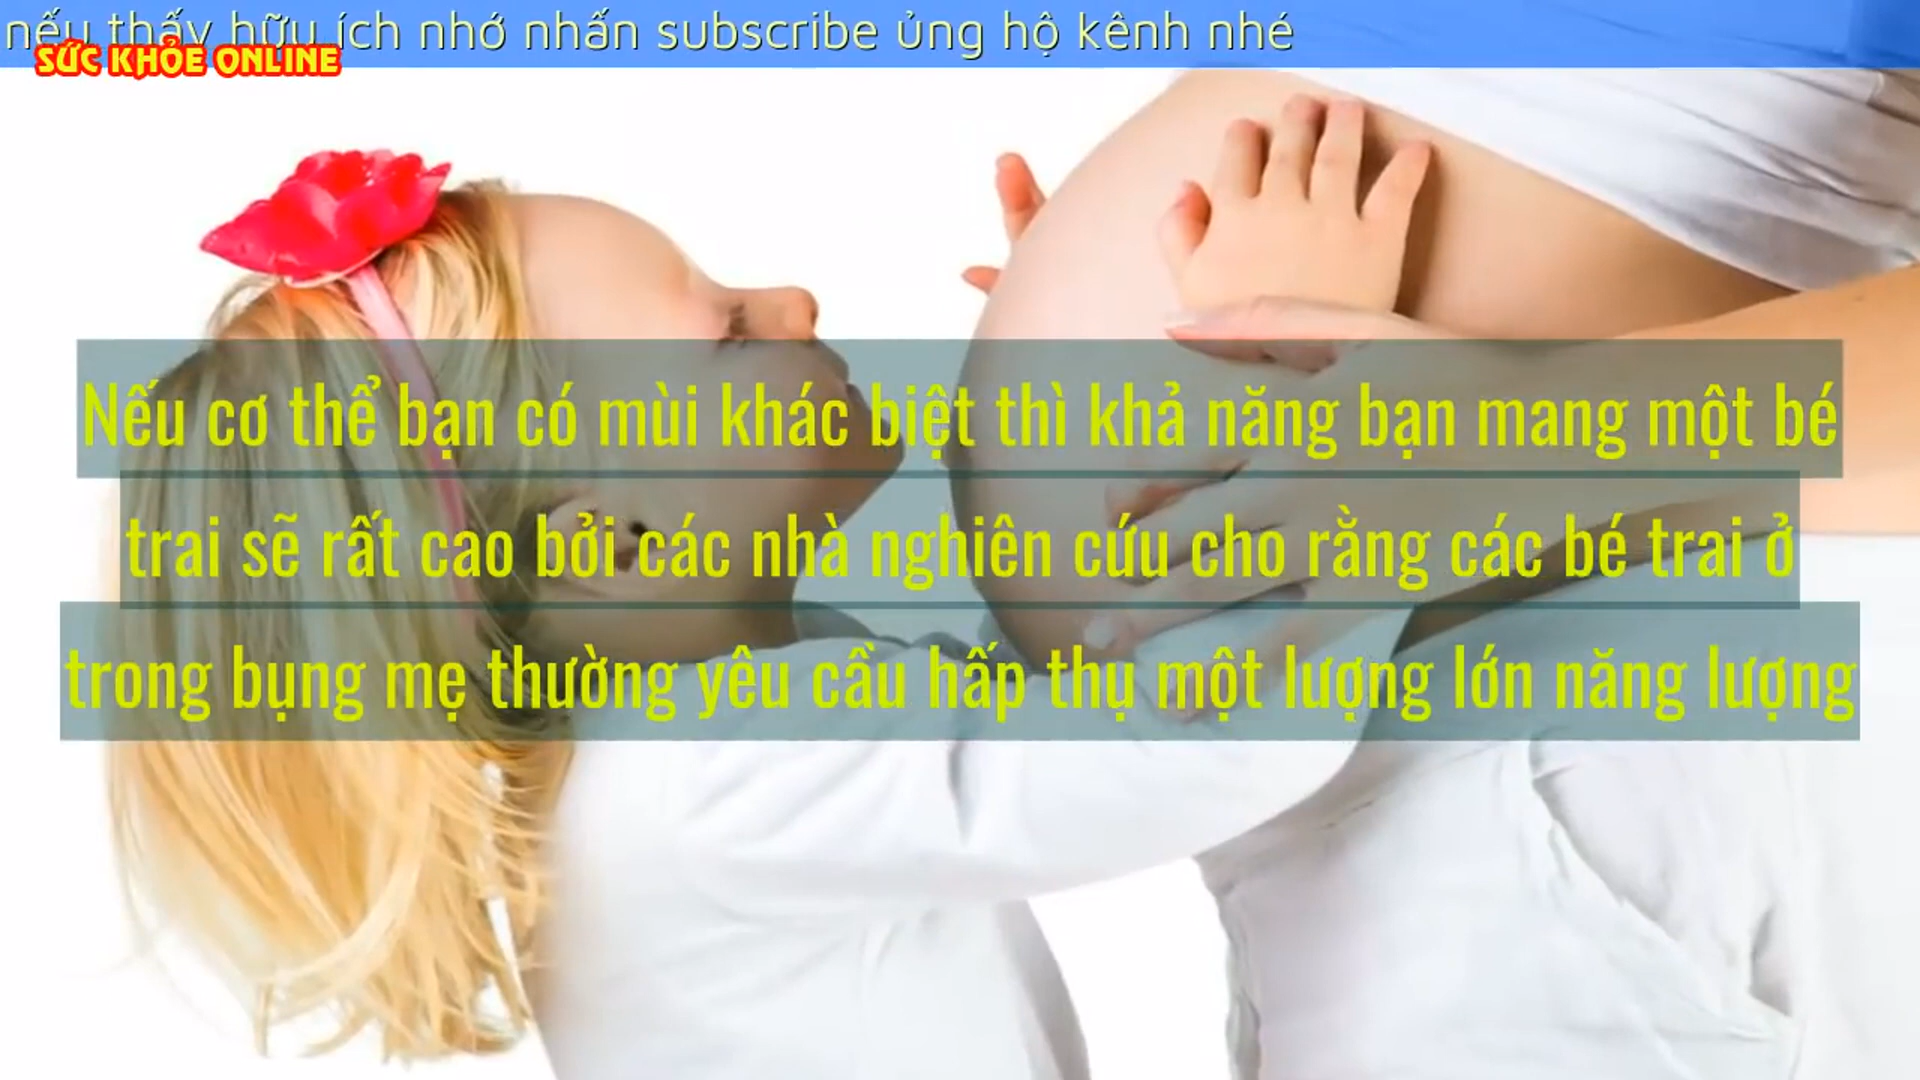 nếu thấy hữu ích nhớ nhấn subscribe ủng hộ kênh nhé
SỨC KHỎE ONLINE
Nếu cơ thể bạn có mùi khác biệt thì khả năng bạn mang một bé
trai sẽ rất cao bởi các nhà nghiên cứu cho rằng các bé trai ở
trong bụng mẹ thường yêu cầu hấp thụ một lượng lớn năng lượng